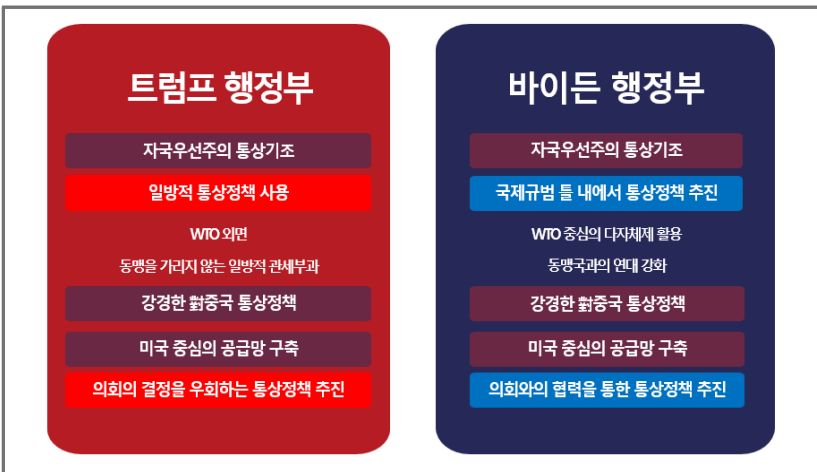 트럼프 행정부
자국우선주의 통상기조
일방적 통상정책 사용
WTO 외면
동맹을 가리지 않는 일방적 관세부과
강경한 對중국 통상정책
미국 중심의 공급망 구축
의회의 결정을 우회하는 통상정책 추진
바이든 행정부
자국우선주의 통상기조
국제규범 틀 내에서 통상정책 추진
WTO 중심의 다자체제 활용
동맹국과의 연대 강화
강경한 對중국 통상정책
미국 중심의 공급망 구축
의회와의 협력을 통한 통상정책 추진